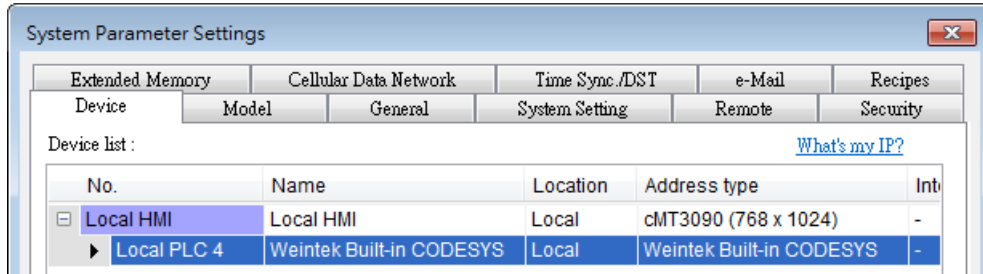 System Parameter Settings
Extended Memory Cellular Data Network Time Sync./DST e-Mail Recipes
Device Model General System Setting Remote Security
Device list : What's my IP?
No. Name Location Address type
Local HMI Local HMI Local cMT3090 (768 x 1024) -
Local PLC 4 Weintek Built-in CODESYS Local Weintek Built-in CODESYS -